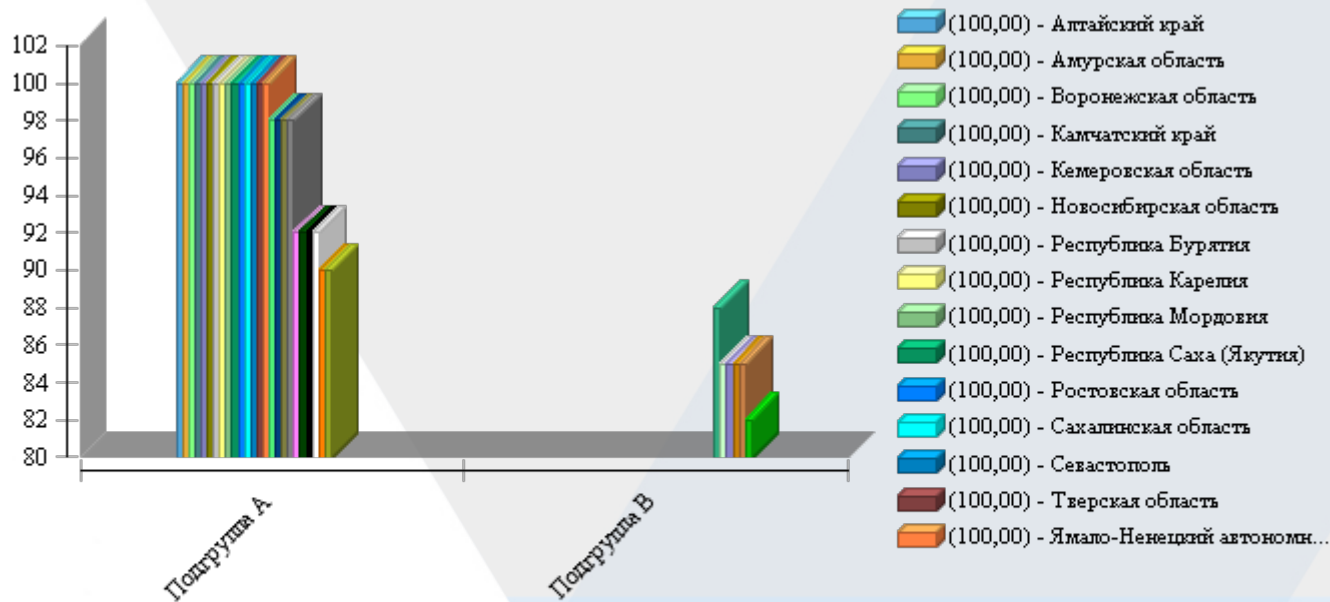 102
100
98
96
94
92
90
88
86
84
82
80
Подгруппа А
Подгруппа В
(100,00) - Алтайский край
(100,00) - Амурская область
(100,00) - Воронежская область
(100,00) - Камчатский край
(100,00) - Кемеровская область
(100,00) - Новосибирская область
(100,00) - Республика Бурятия
(100,00) - Республика Карелия
(100,00) - Республика Мордовия
(100,00) - Республика Саха (Якутия)
(100,00) - Ростовская область
(100,00) - Сахалинская область
(100,00) - Севастополь
(100,00) - Тверская область
(100,00) - Ямало-Ненецкий автономн...